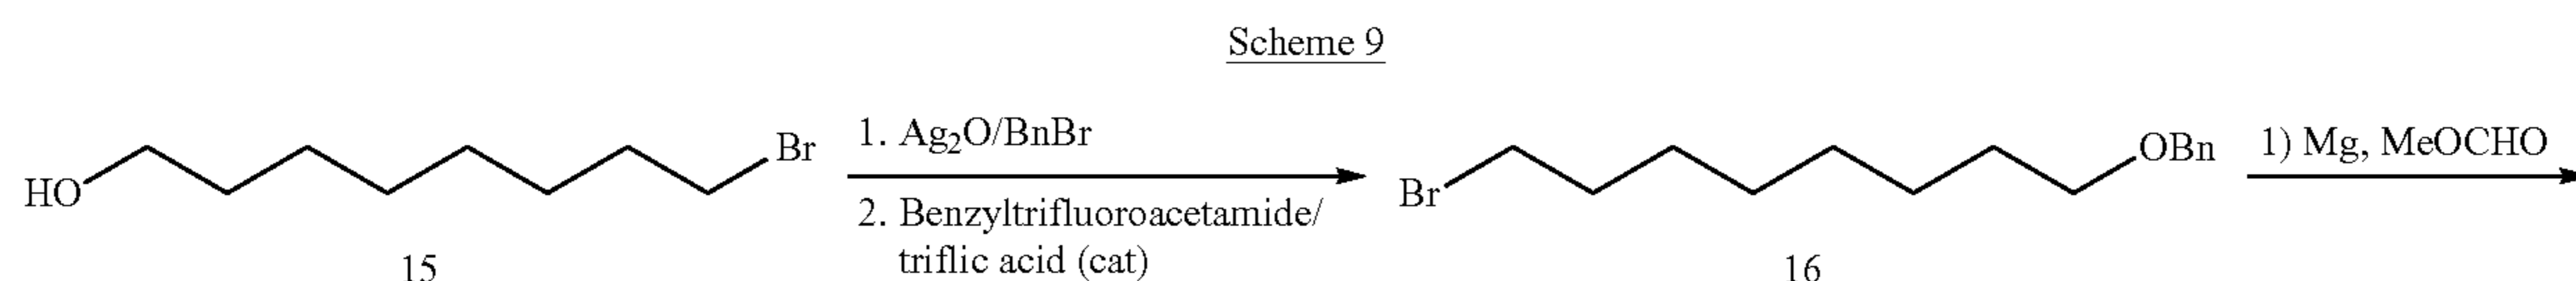 Scheme 9
HO
Br
15
1. Ag₂O/BnBr
2. Benzyltrifluoroacetamide/
triflic acid (cat)
Br
OBn
16
1) Mg, MeOCHO